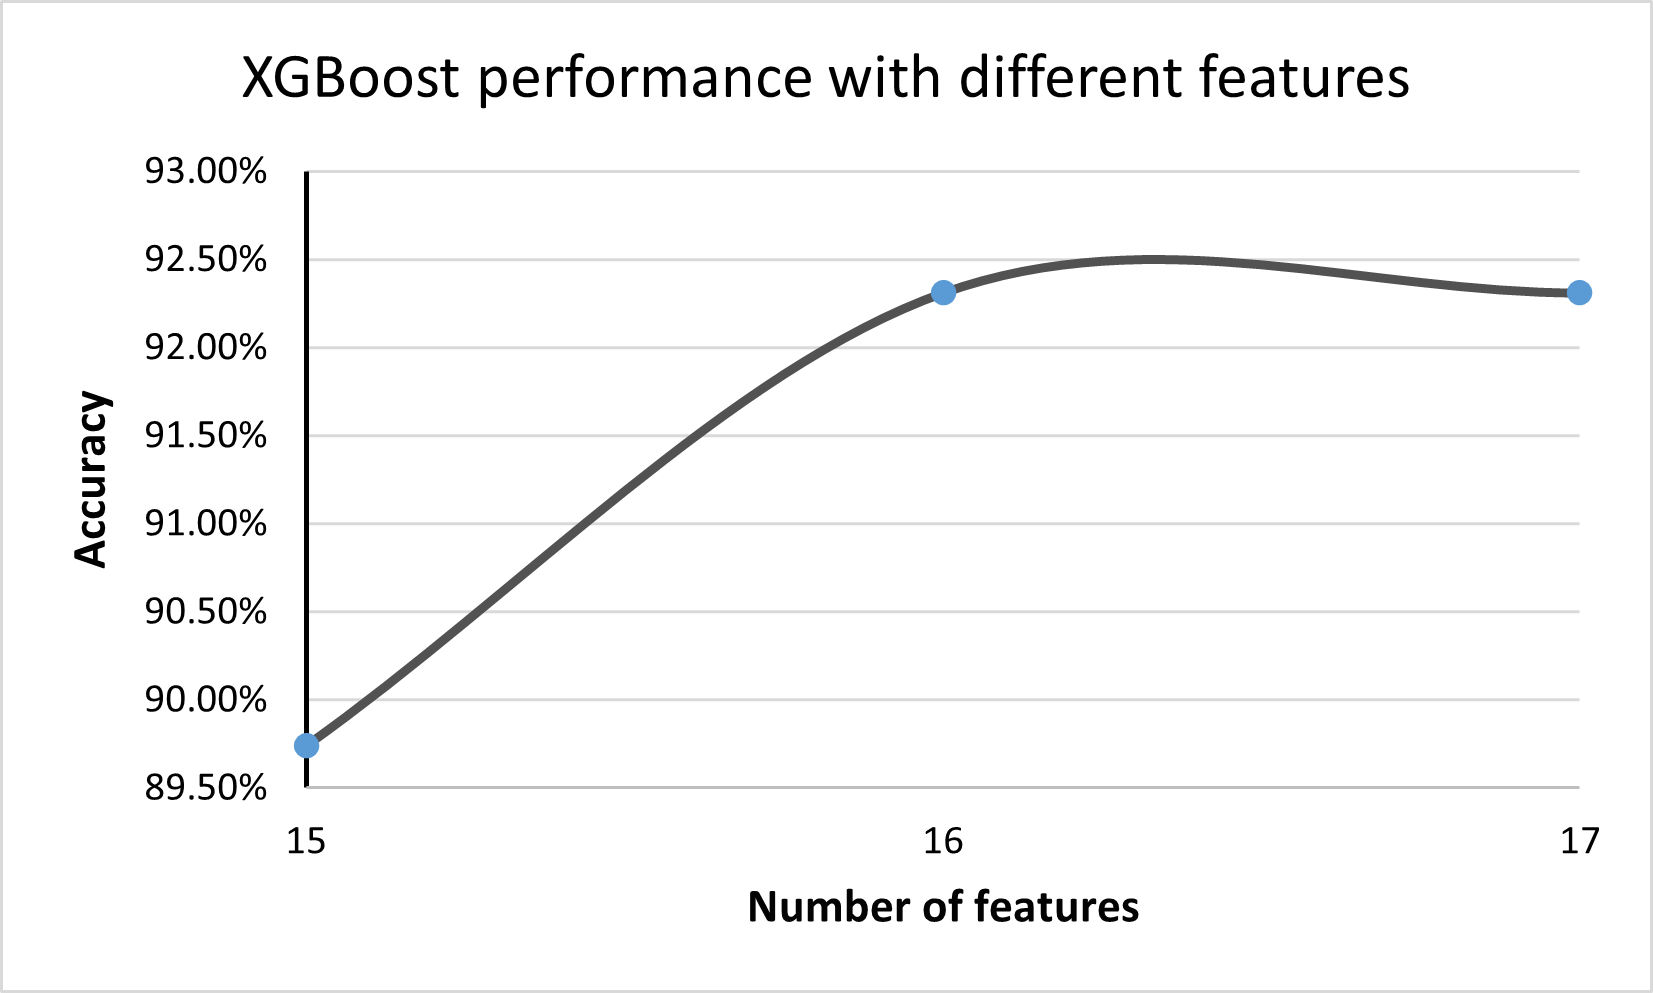 XGBoost performance with different features
93.00%
92.50%
92.00%
91.50%
91.00%
90.50%
90.00%
89.50%
Accuracy
15 16 17
Number of features